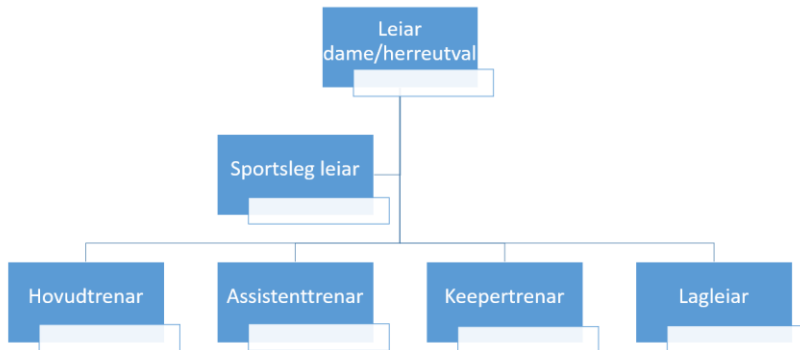 Leiar
dame/herreutval
Sportsleg leiar
Hovudtrenar
Assistenttrenar
Keepertrenar
Lagleiar